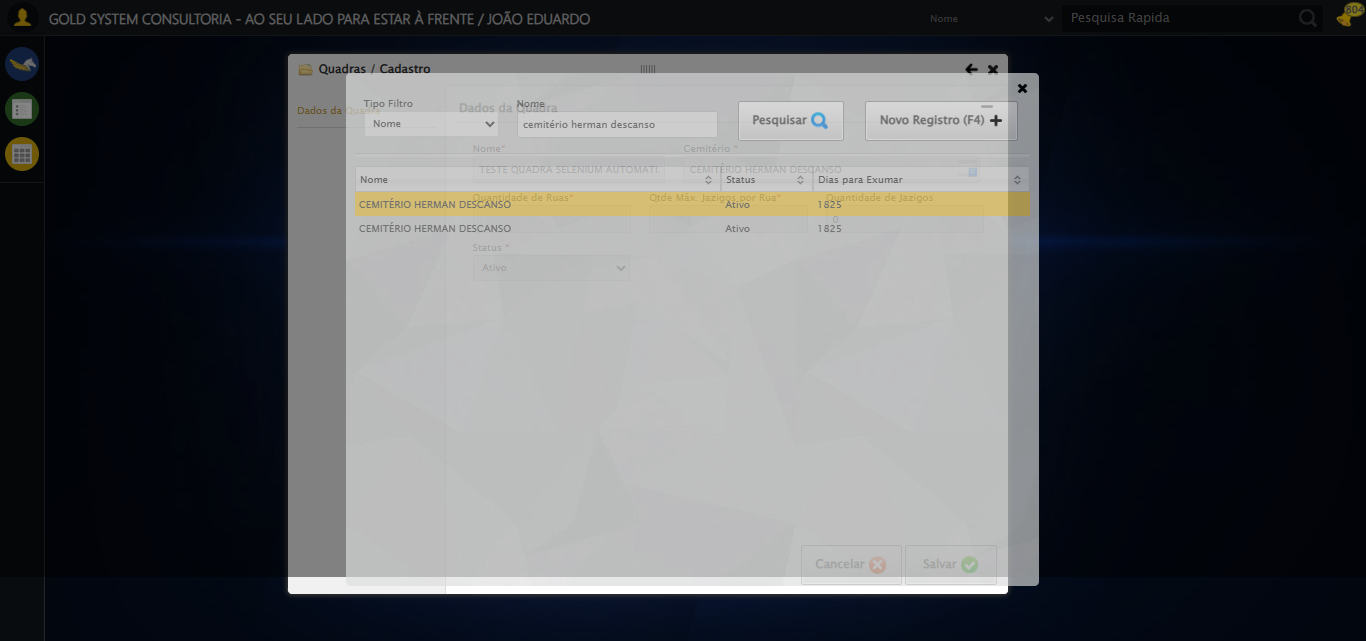 GOLD SYSTEM CONSULTORIA - AO SEU LADO PARA ESTAR À FRENTE / JOÃO EDUARDO
Nome
Pesquisa Rapida
804
Quadras / Cadastro
Dados da Quadra
Tipo Filtro
Nome
Dados da Quadra
Nome
cemitério herman descanso
Pesquisar
Novo Registro (F4)
Nome*
Cemitério *
TESTE QUADRA SELENIUM AUTOMATI
CEMITÉRIO HERMAN DESCANSO
Nome
Status
Dias para Exumar
Quantidade de Ruas*
Qtde Máx. Jazigos por Rua*
Quantidade de Jazigos
CEMITÉRIO HERMAN DESCANSO
Ativo
1825
0
CEMITÉRIO HERMAN DESCANSO
Ativo
1825
Status *
Ativo
Cancelar
Salvar